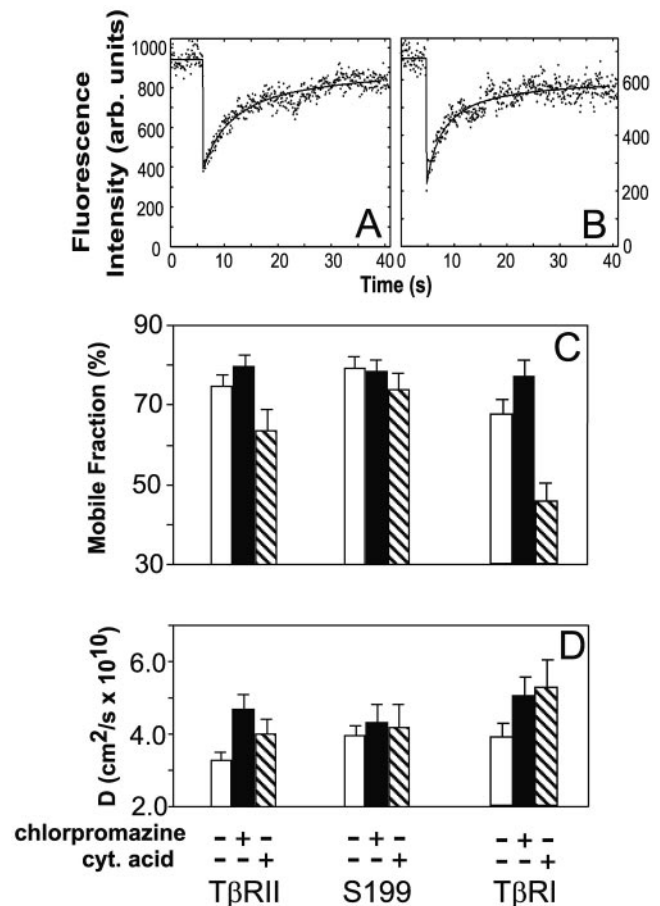 Fluorescence
Intensity (arb. units)
1000
800
600
400
200
0
A
0 10 20 30 40
600
400
200
0
B
0 10 20 30 40
Time (s)
Mobile Fraction (%)
90
70
50
30
C
D (cm²/s x 10¹⁰)
6.0
4.0
2.0
D
chlorpromazine - + - - + - - + -
cyt. acid - - + - - + - - +
TβRII S199 TβRI